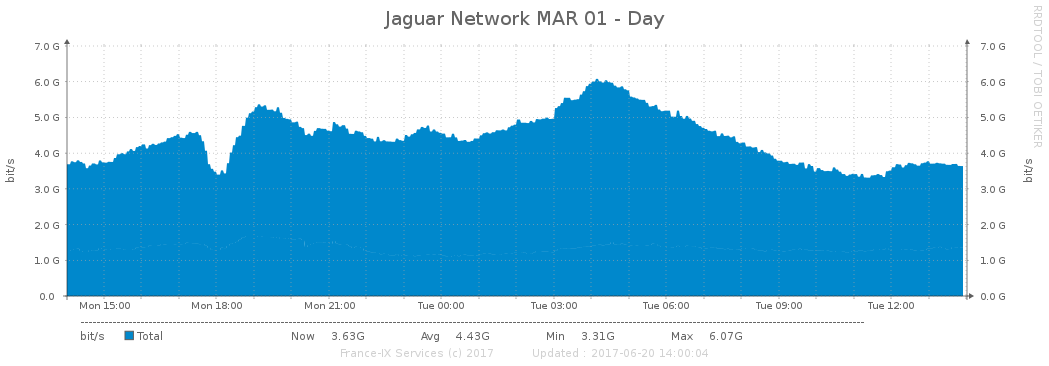 Jaguar Network MAR 01 - Day
RRDTOOL / TOBI OETIKER
7.0 G 7.0 G
6.0 G 6.0 G
5.0 G 5.0 G
4.0 G 4.0 G
3.0 G 3.0 G
2.0 G 2.0 G
1.0 G 1.0 G
0.0 0.0 G
bit/s bit/s
Mon 15:00 Mon 18:00 Mon 21:00 Tue 00:00 Tue 03:00 Tue 06:00 Tue 09:00 Tue 12:00
bit/s Total Now 3.63G Avg 4.43G Min 3.31G Max 6.07G
France-IX Services (c) 2017 Updated : 2017-06-20 14:00:04